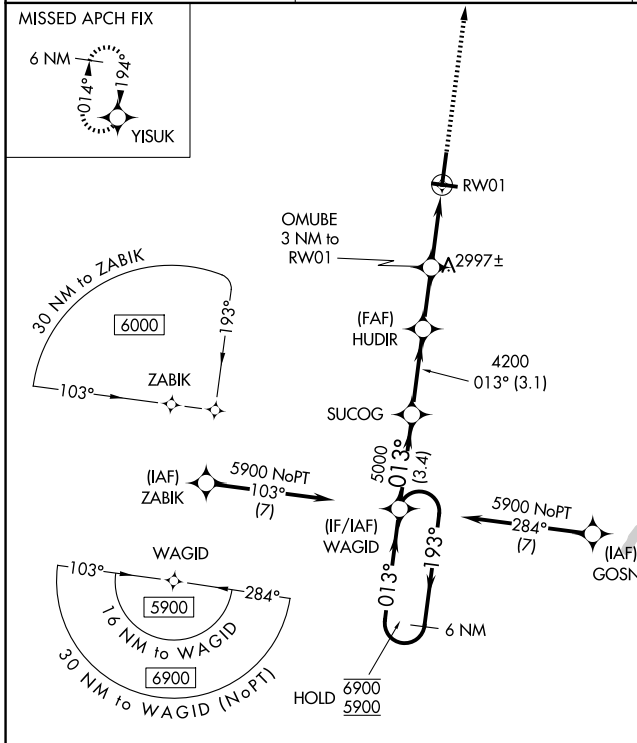 MISSED APCH FIX
6 NM
014°
194°
YISUK
RW01
OMUBE
3 NM to
RW01
2997±
30 NM to ZABIK
6000
193°
103°
ZABIK
(FAF)
HUDIR
4200
013° (3.1)
SUCOG
5000
013°
(3.4)
(IAF)
ZABIK
5900 NoPT
103°
(7)
(IF/IAF)
WAGID
5900 NoPT
284°
(7)
(IAF)
GOSN
WAGID
103°
284°
5900
16 NM to WAGID
6900
30 NM to WAGID (NoPT)
013°
193°
6 NM
HOLD
6900
5900